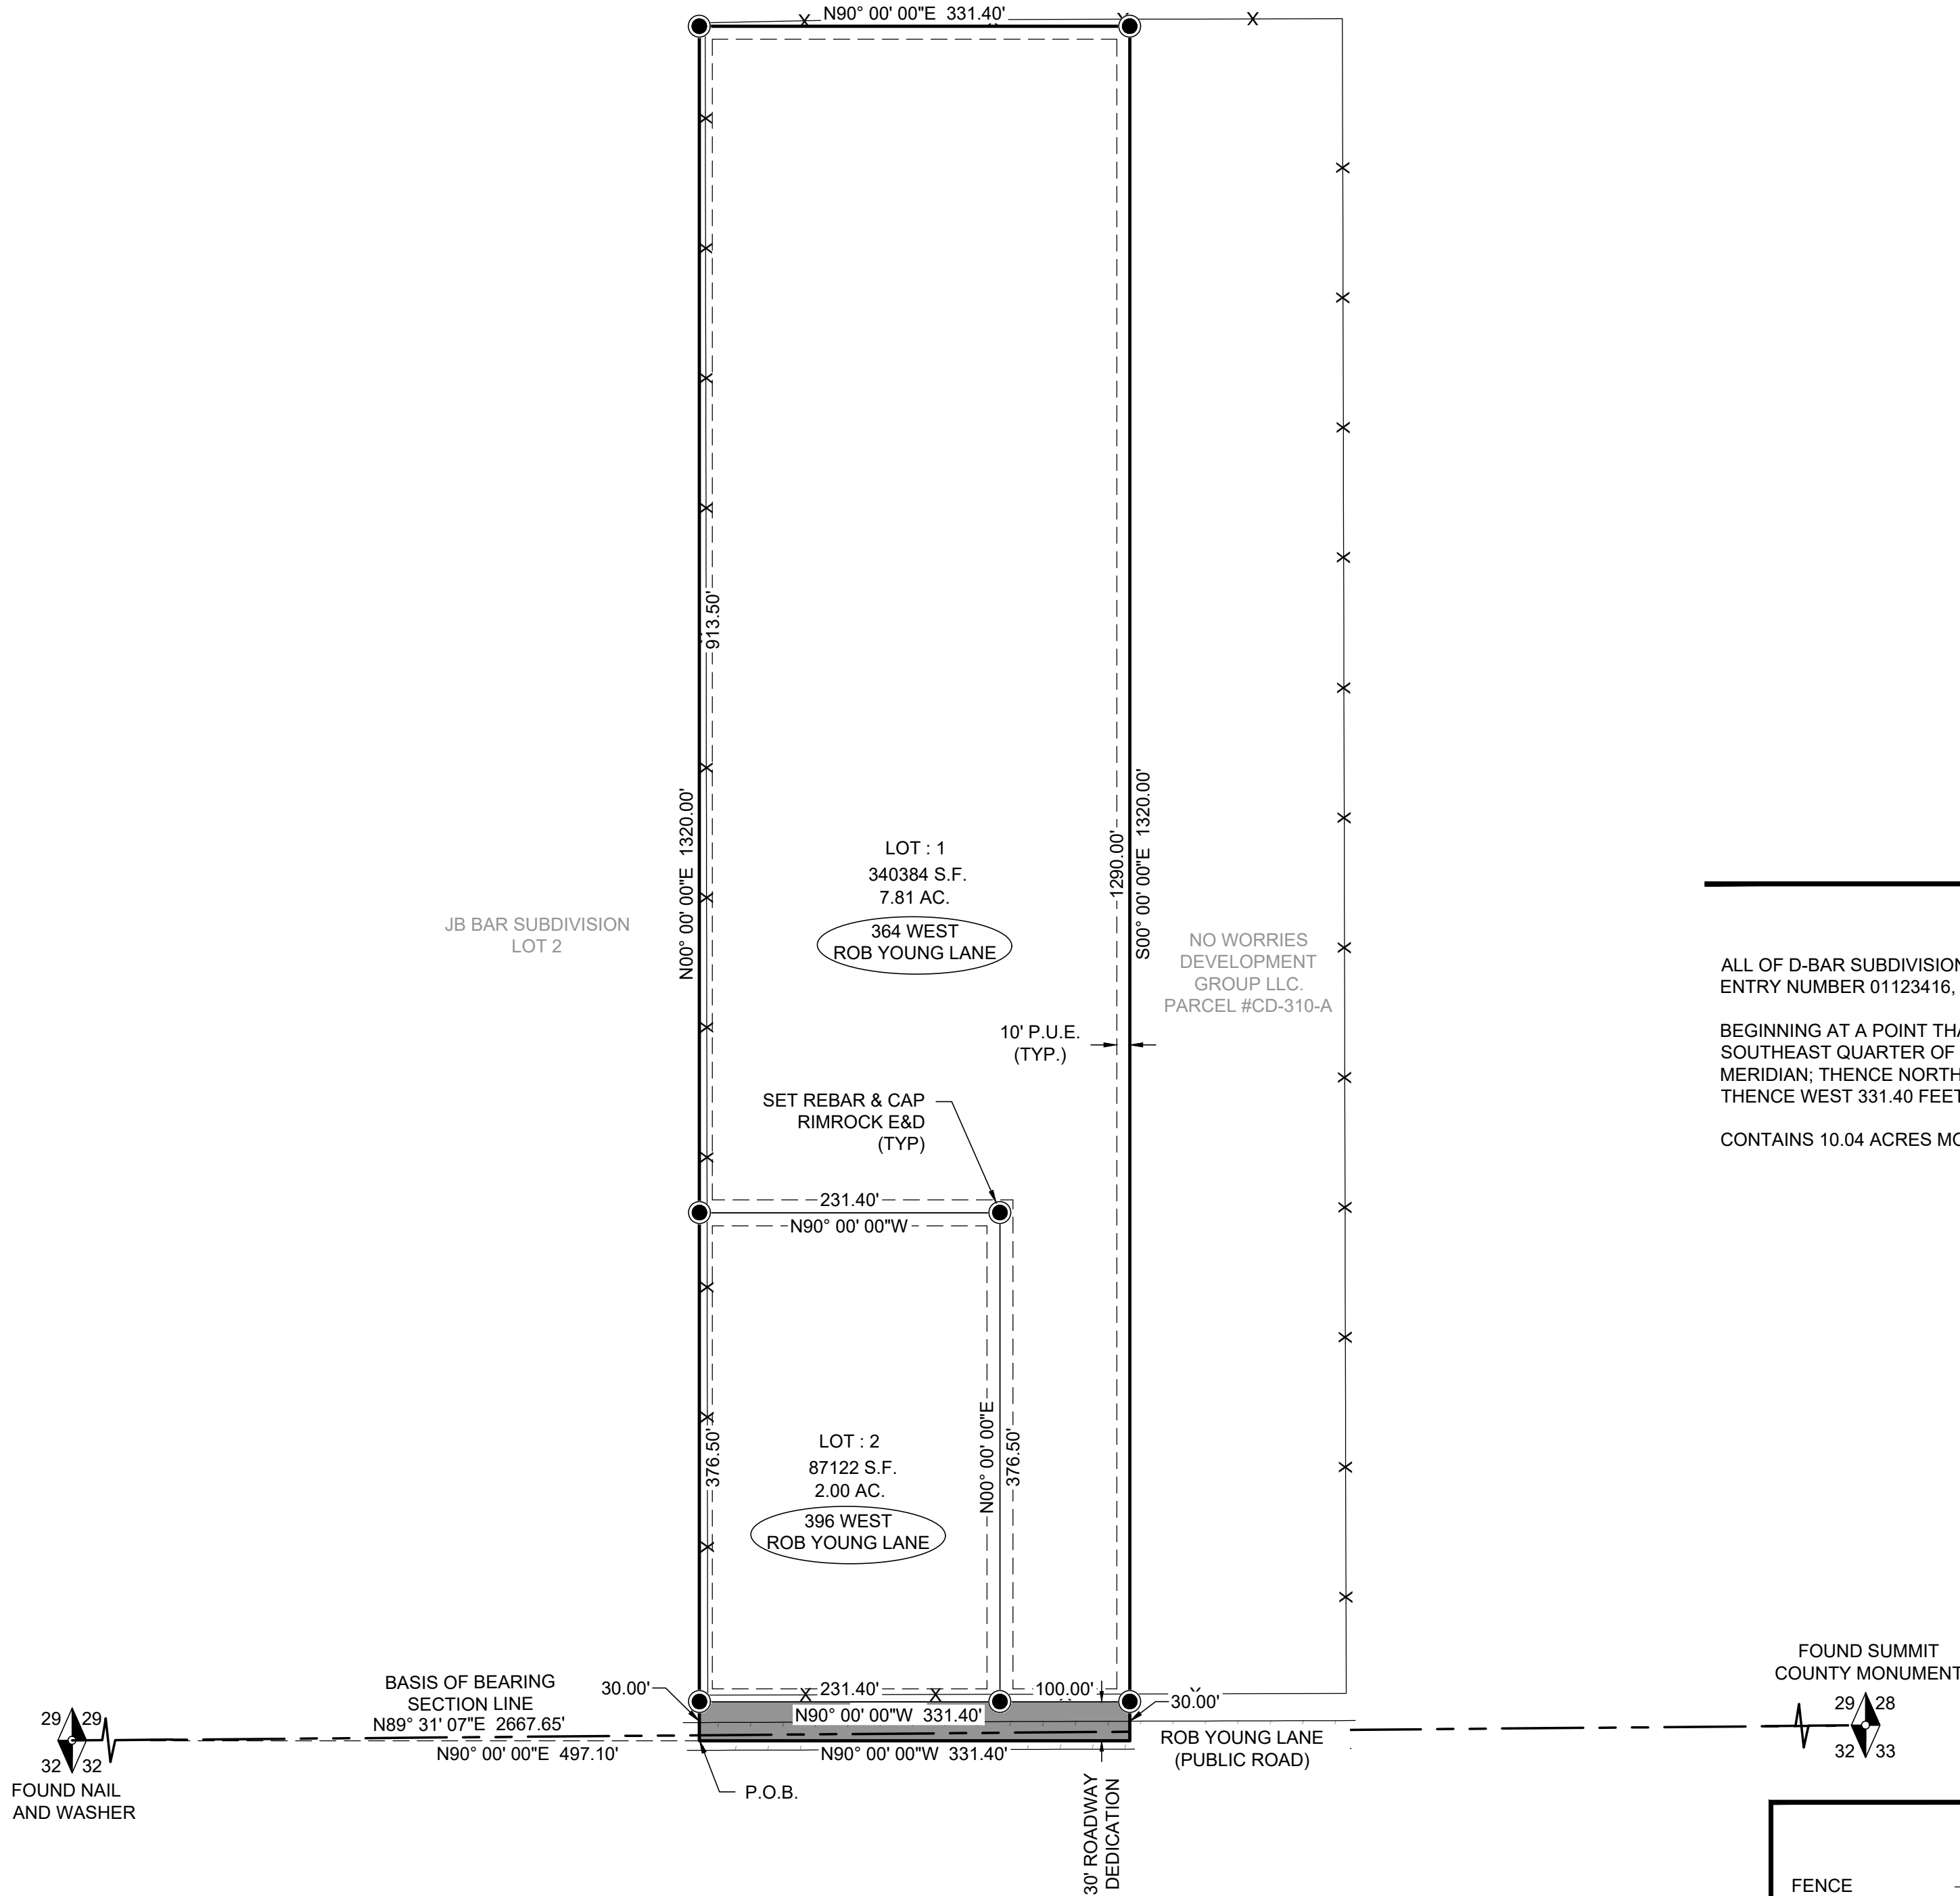 N90° 00' 00"E 331.40'
913.50'
N00° 00' 00"E 1320.00'
1290.00'
S00° 00' 00"E 1320.00'
LOT : 1
340384 S.F.
7.81 AC.
364 WEST
ROB YOUNG LANE
JB BAR SUBDIVISION
LOT 2
NO WORRIES
DEVELOPMENT
GROUP LLC.
PARCEL #CD-310-A
10' P.U.E.
(TYP.)
SET REBAR & CAP
RIMROCK E&D
(TYP)
231.40'
N90° 00' 00"W
376.50'
N00° 00' 00"E
376.50'
LOT : 2
87122 S.F.
2.00 AC.
396 WEST
ROB YOUNG LANE
ALL OF D-BAR SUBDIVISION
ENTRY NUMBER 01123416,
BEGINNING AT A POINT THA
SOUTHEAST QUARTER OF
MERIDIAN; THENCE NORTH
THENCE WEST 331.40 FEET
CONTAINS 10.04 ACRES MO
BASIS OF BEARING
SECTION LINE
N89° 31' 07"E 2667.65'
N90° 00' 00"E 497.10'
30.00'
231.40'
100.00'
30.00'
N90° 00' 00"W 331.40'
N90° 00' 00"W 331.40'
ROB YOUNG LANE
(PUBLIC ROAD)
P.O.B.
30' ROADWAY
DEDICATION
29 29
32 32
FOUND NAIL
AND WASHER
FOUND SUMMIT
COUNTY MONUMENT
29 28
32 33
FENCE